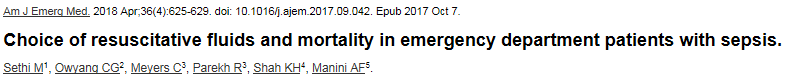 Am J Emerg Med. 2018 Apr;36(4):625-629. doi: 10.1016/j.ajem.2017.09.042. Epub 2017 Oct 7.
Choice of resuscitative fluids and mortality in emergency department patients with sepsis.
Sethi M1, Owyang CG2, Meyers C3, Parekh R3, Shah KH4, Manini AF5.